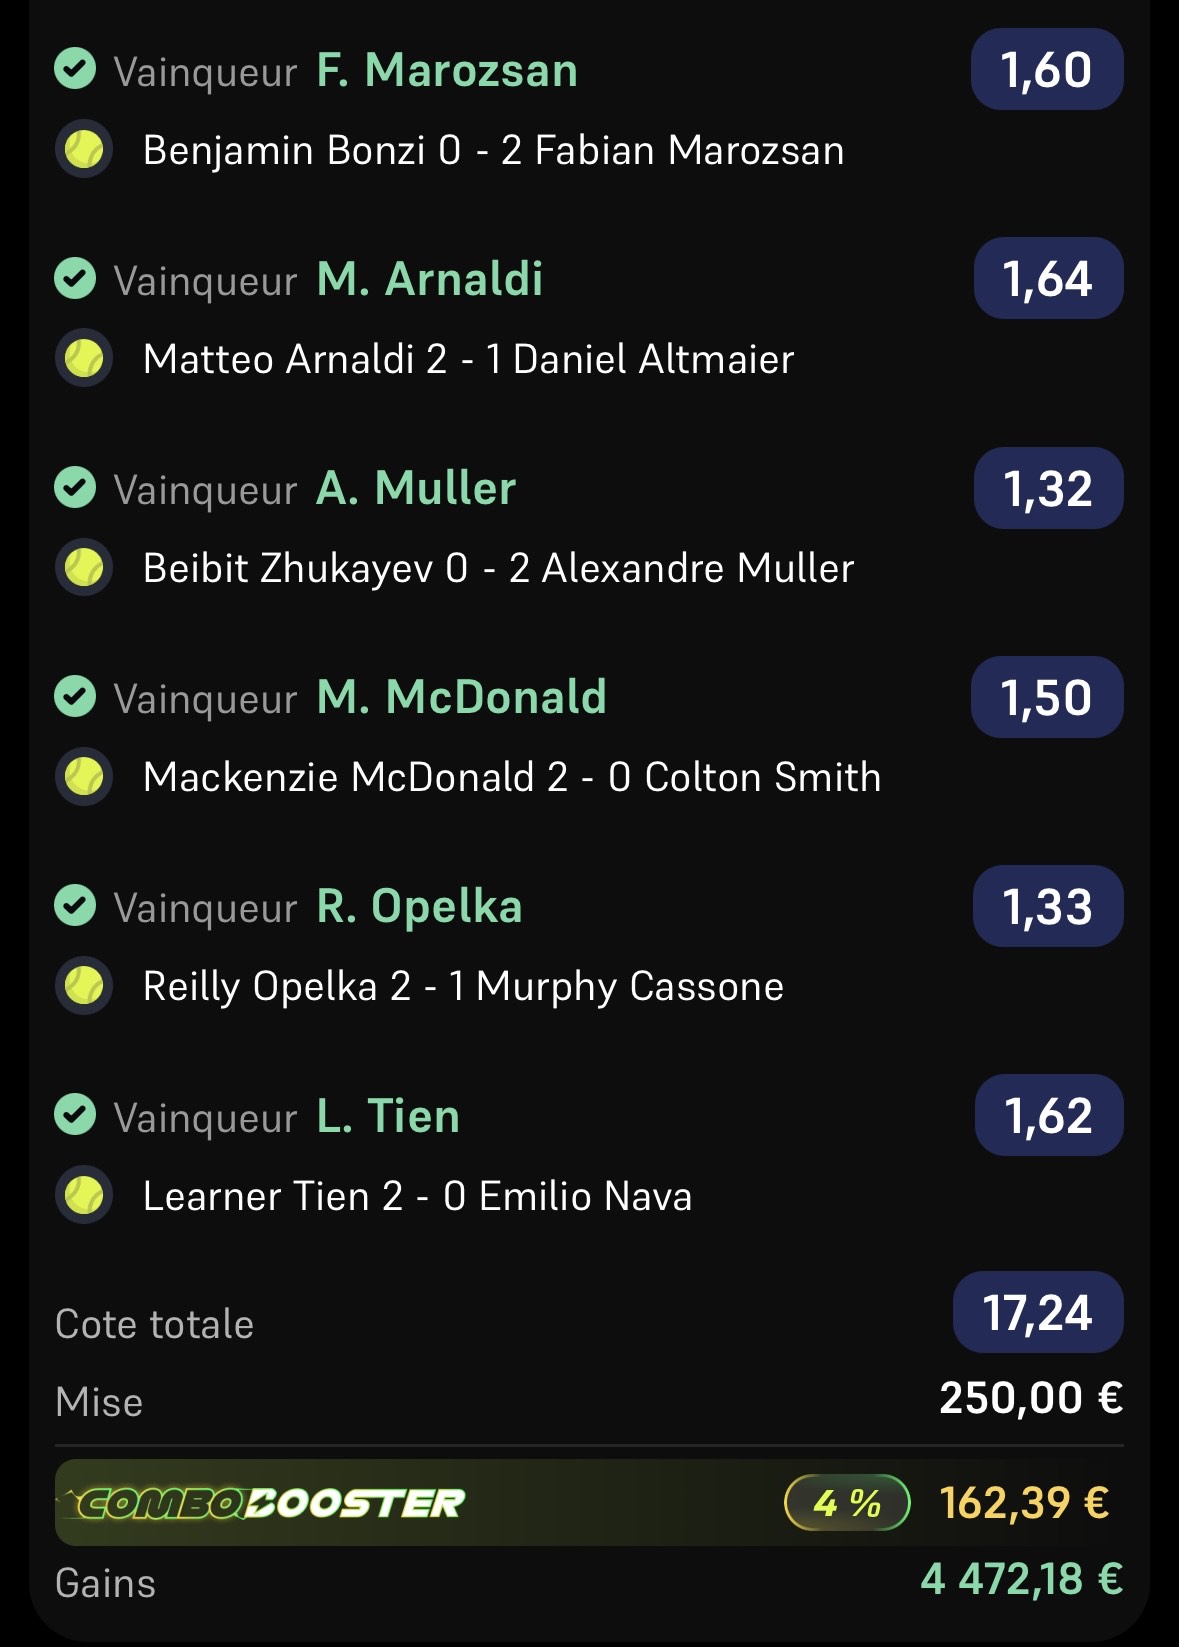 Vainqueur F. Marozsan 1,60
Benjamin Bonzi 0 - 2 Fabian Marozsan
Vainqueur M. Arnaldi 1,64
Matteo Arnaldi 2 - 1 Daniel Altmaier
Vainqueur A. Muller 1,32
Beibit Zhukayev 0 - 2 Alexandre Muller
Vainqueur M. McDonald 1,50
Mackenzie McDonald 2 - 0 Colton Smith
Vainqueur R. Opelka 1,33
Reilly Opelka 2 - 1 Murphy Cassone
Vainqueur L. Tien 1,62
Learner Tien 2 - 0 Emilio Nava
Cote totale 17,24
Mise 250,00 €
COMBOBOOSTER 4 % 162,39 €
Gains 4 472,18 €